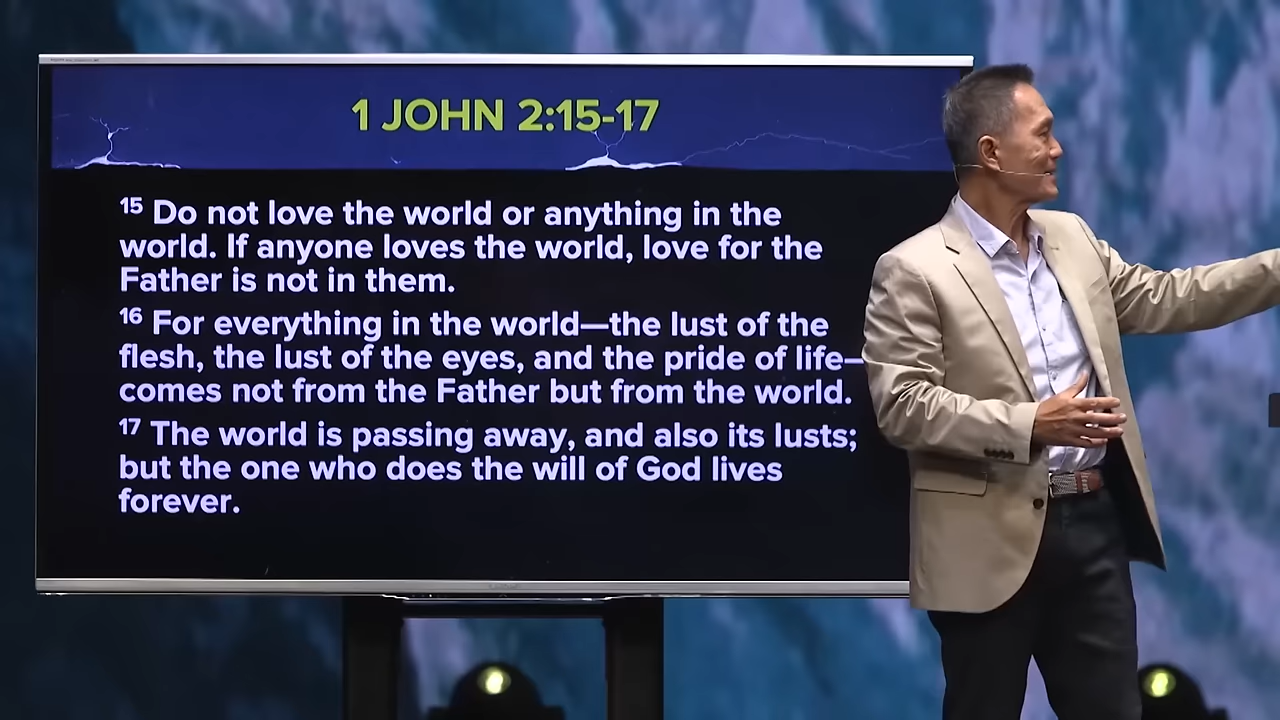 1 JOHN 2:15-17
15 Do not love the world or anything in the
world. If anyone loves the world, love for the
Father is not in them.
16 For everything in the world—the lust of the
flesh, the lust of the eyes, and the pride of life—
comes not from the Father but from the world.
17 The world is passing away, and also its lusts;
but the one who does the will of God lives
forever.